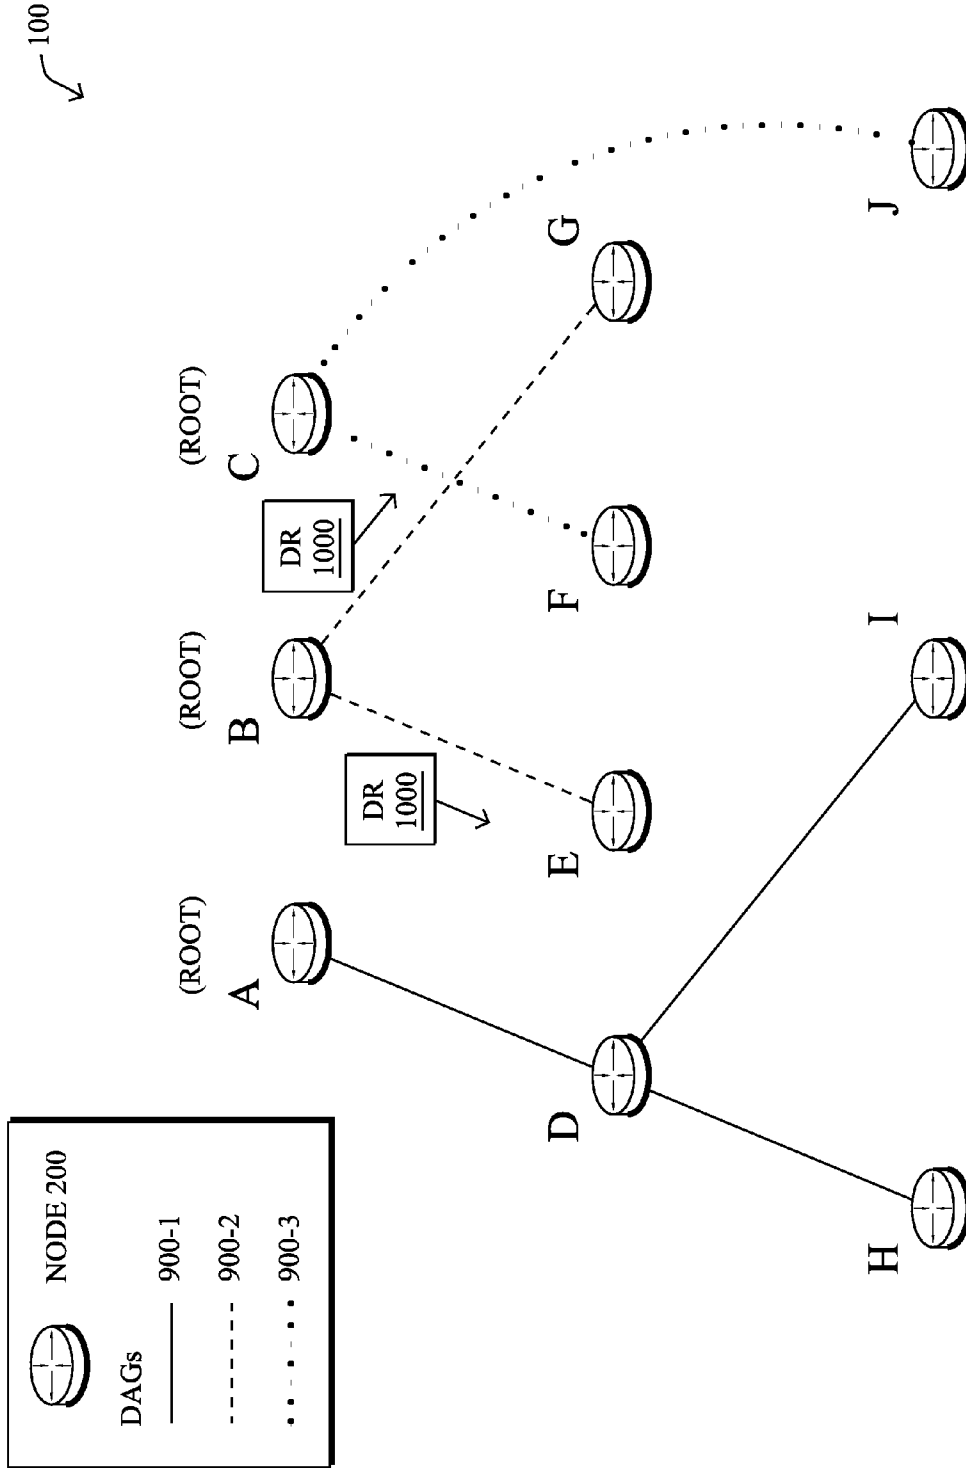 100
NODE 200
DAGs
900-1
900-2
900-3
(ROOT)
(ROOT)
(ROOT)
A
B
C
DR
1000
DR
1000
D
E
F
G
H
I
J